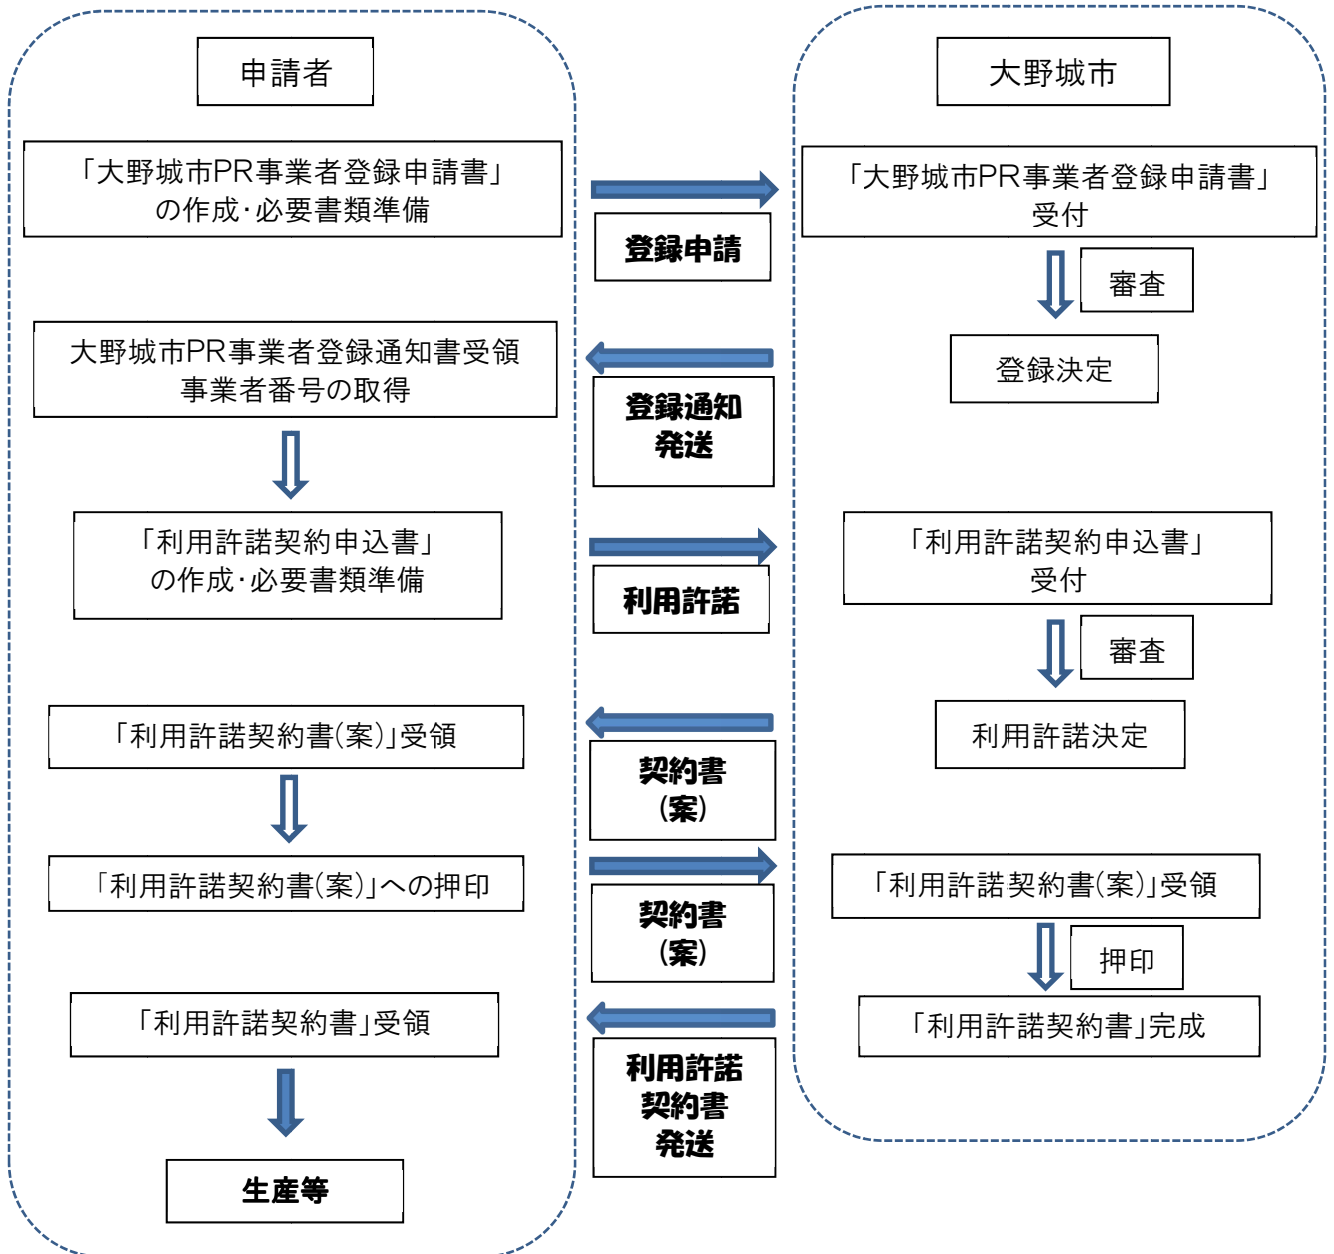 申請者
大野城市
「大野城市PR事業者登録申請書」
の作成・必要書類準備
登録申請
「大野城市PR事業者登録申請書」
受付
審査
登録決定
大野城市PR事業者登録通知書受領
事業者番号の取得
登録通知
発送
「利用許諾契約申込書」
の作成・必要書類準備
利用許諾
「利用許諾契約申込書」
受付
審査
利用許諾決定
「利用許諾契約書(案)」受領
契約書
(案)
「利用許諾契約書(案)」への押印
契約書
(案)
「利用許諾契約書(案)」受領
押印
「利用許諾契約書」完成
「利用許諾契約書」受領
利用許諾
契約書
発送
生産等